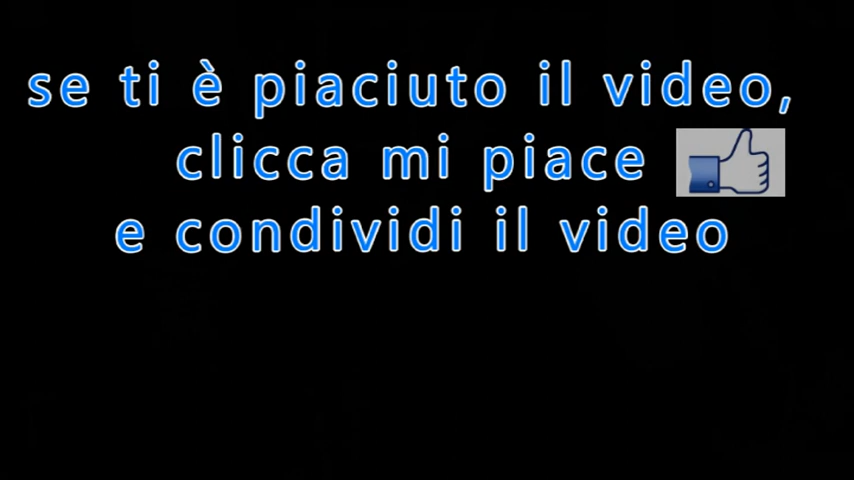 se ti è piaciuto il video,
clicca mi piace
e condividi il video